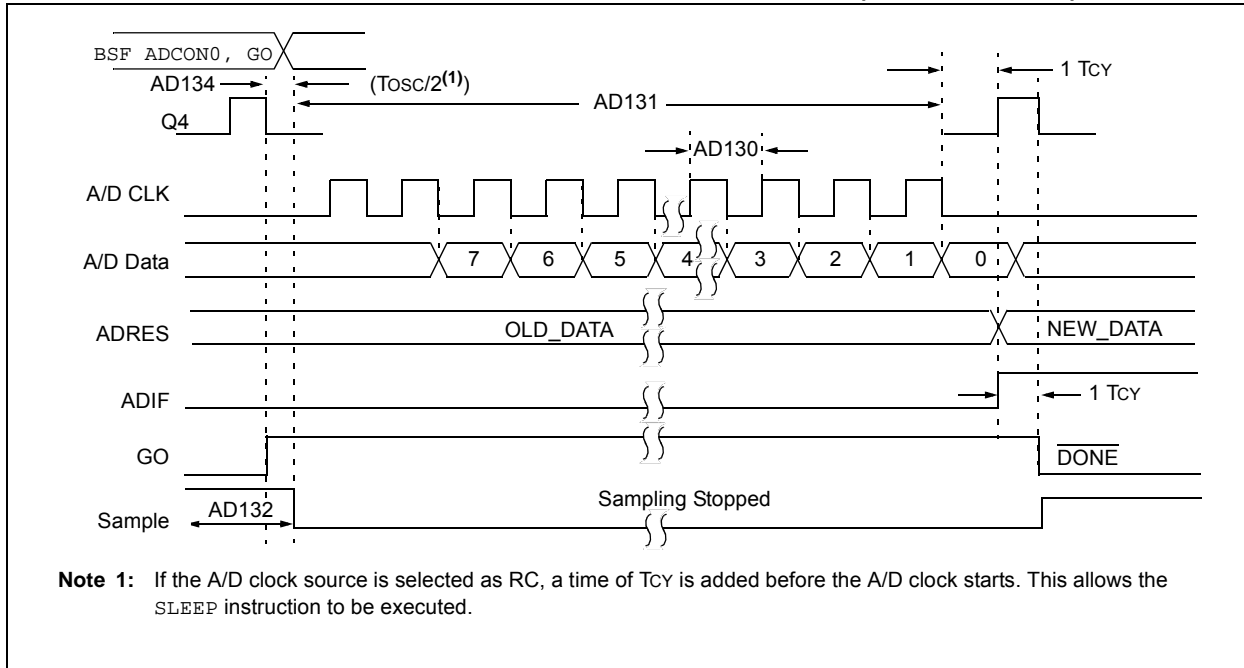 BSF ADCON0, GO
AD134
(TOSC/2(1))
1 TCY
AD131
Q4
AD130
A/D CLK
A/D Data
7 6 5 4 3 2 1 0
ADRES
OLD_DATA
NEW_DATA
ADIF
1 TCY
GO
DONE
Sampling Stopped
AD132
Sample
Note 1: If the A/D clock source is selected as RC, a time of TCY is added before the A/D clock starts. This allows the
SLEEP instruction to be executed.